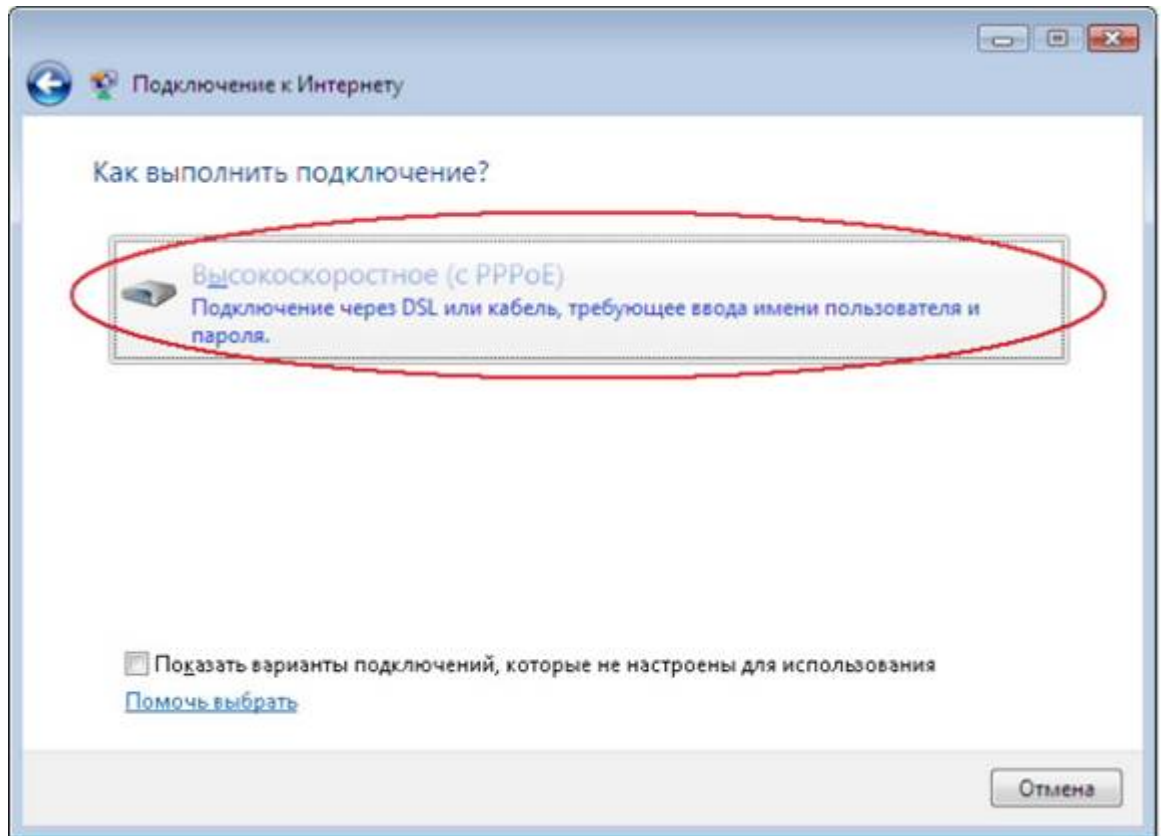 Подключение к Интернету
Как выполнить подключение?
Высокоскоростное (с PPPoE)
Подключение через DSL или кабель, требующее ввода имени пользователя и
пароля.
Показать варианты подключений, которые не настроены для использования
Помочь выбрать
Отмена